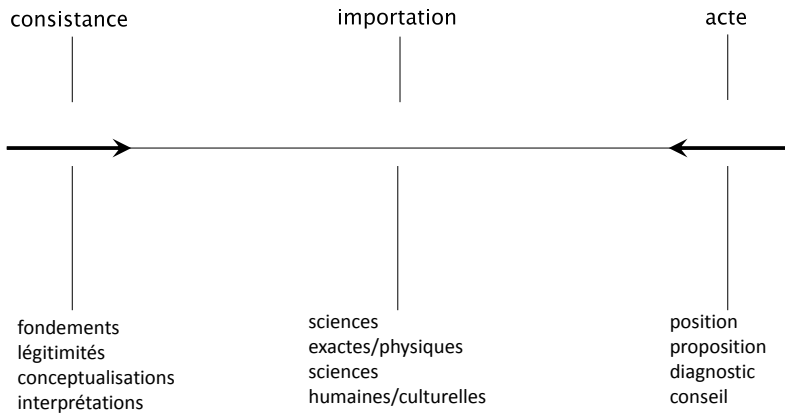 consistance
importation
acte
fondements
légitimités
conceptualisations
interprétations
sciences
exactes/physiques
sciences
humaines/culturelles
position
proposition
diagnostic
conseil